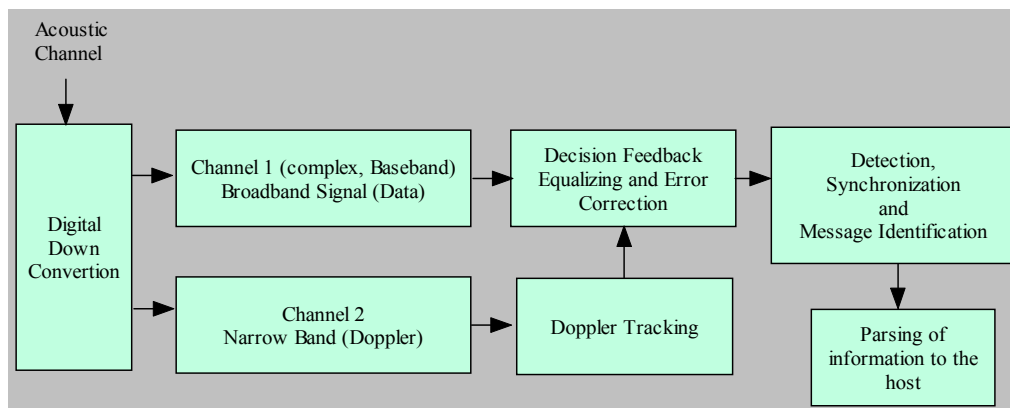 Acoustic
Channel
Digital
Down
Convertion
Channel 1 (complex, Baseband)
Broadband Signal (Data)
Channel 2
Narrow Band (Doppler)
Decision Feedback
Equalizing and Error
Correction
Doppler Tracking
Detection,
Synchronization
and
Message Identification
Parsing of
information to the
host